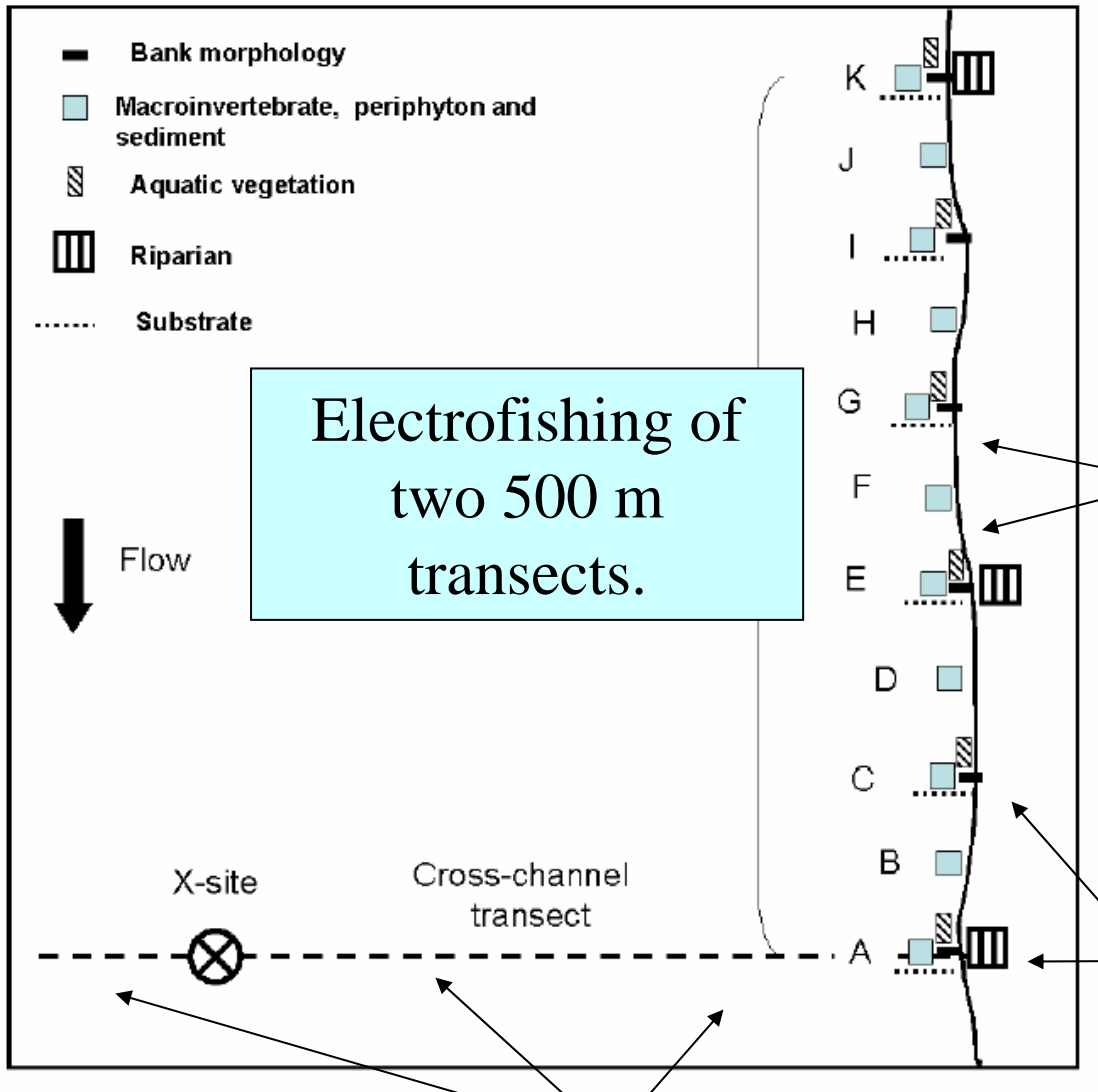 Bank morphology
Macroinvertebrate, periphyton and
sediment
Aquatic vegetation
Riparian
Substrate
Electrofishing of
two 500 m
transects.
Flow
X-site
Cross-channel
transect
K
J
I
H
G
F
E
D
C
B
A